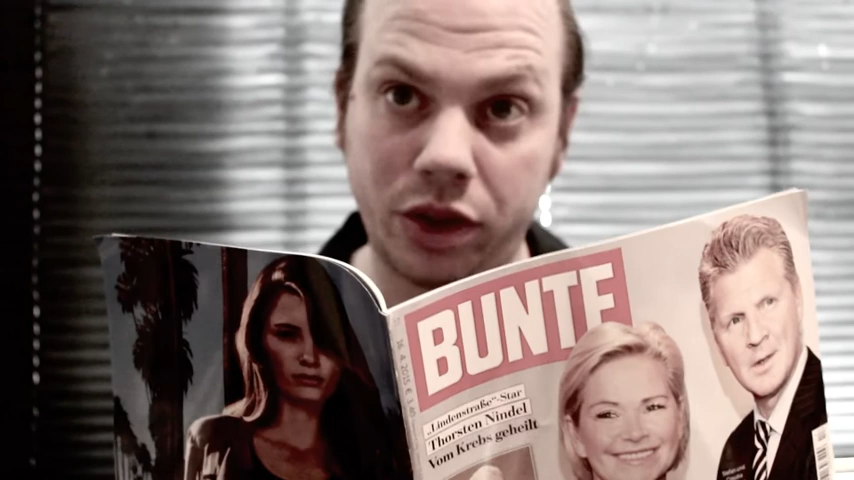 BUNTE
„Lindenstraße“-Star
Thorsten Nindel
Vom Krebs geheilt